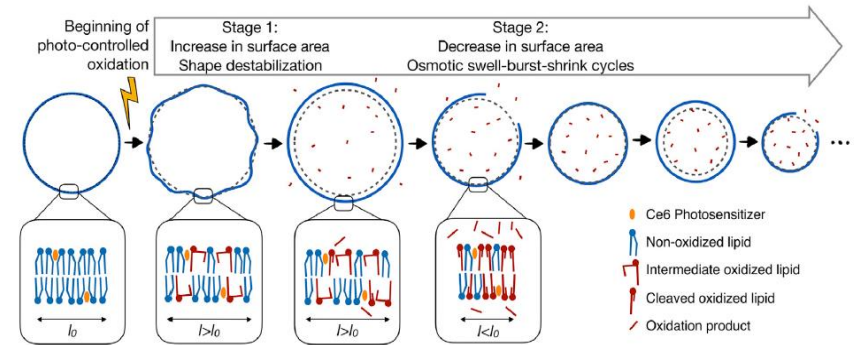 Beginning of
photo-controlled
oxidation
Stage 1:
Increase in surface area
Shape destabilization
Stage 2:
Decrease in surface area
Osmotic swell-burst-shrink cycles
...
l₀
l>l₀
l>l₀
l<l₀
Ce6 Photosensitizer
Non-oxidized lipid
Intermediate oxidized lipid
Cleaved oxidized lipid
Oxidation product